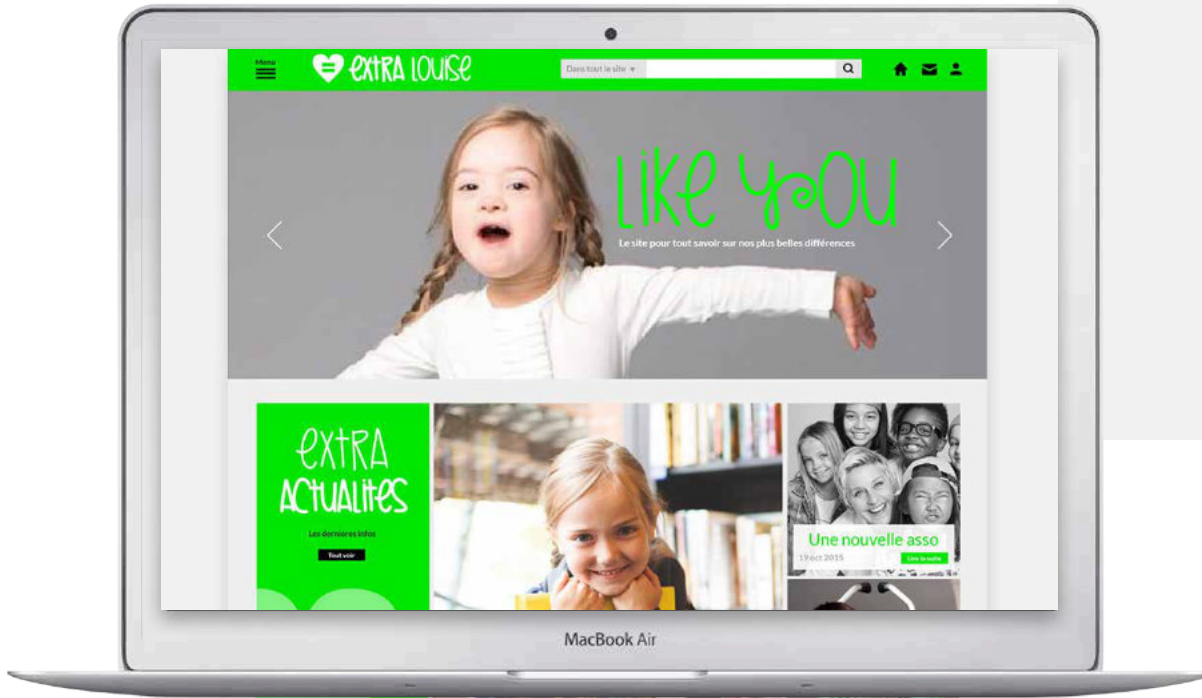 Menu
extra Louise
Dans tout le site
Like you
Le site pour tout savoir sur nos plus belles différences
extra
actualités
Les dernieres infos
Tout voir
Une nouvelle asso
19 oct 2015
Lire la suite
MacBook Air